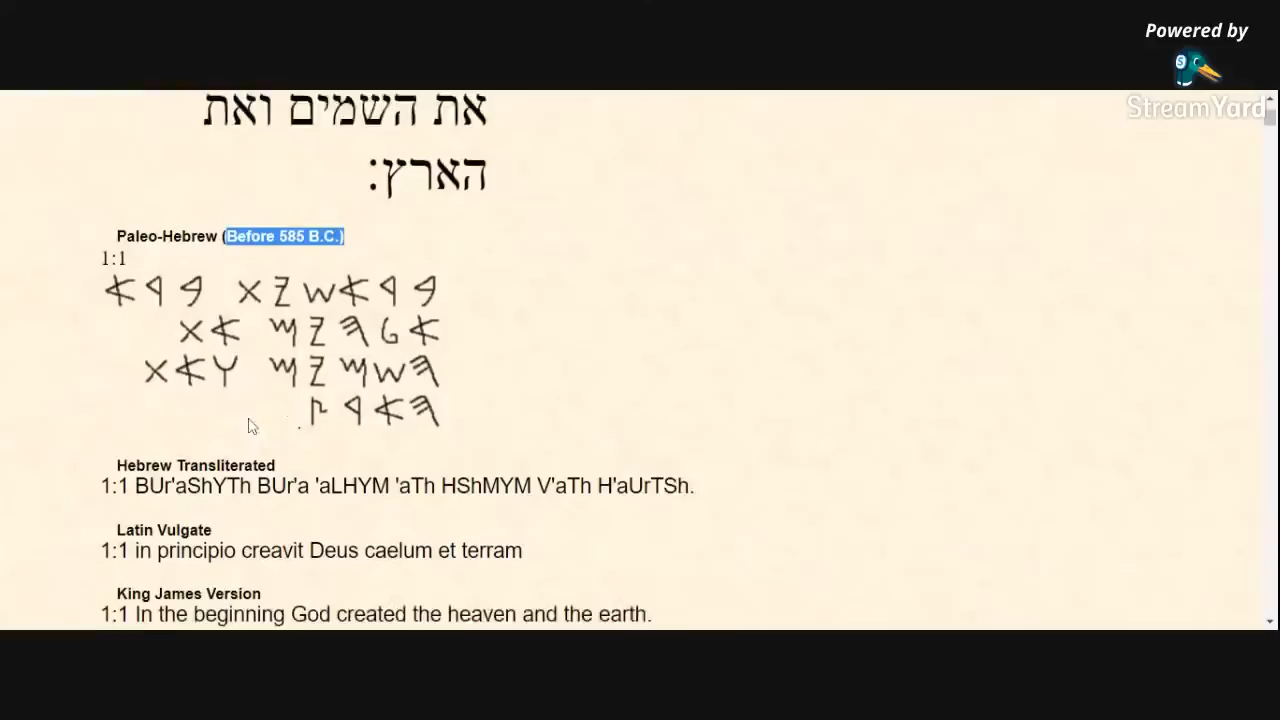 Powered by
StreamYard
את השמים ואת
הארץ:
Paleo-Hebrew (Before 585 B.C.)
1:1
𐤁𐤓𐤀𐤔𐤉𐤕 𐤁𐤓𐤀
𐤀𐤋𐤄𐤉𐤌 𐤀𐤕
𐤄𐤔𐤌𐤉𐤌 𐤅𐤀𐤕
𐤄𐤀𐤓𐤑.
Hebrew Transliterated
1:1 BUr'aShYTh BUr'a 'aLHYM 'aTh HShMYM V'aTh H'aUrTSh.
Latin Vulgate
1:1 in principio creavit Deus caelum et terram
King James Version
1:1 In the beginning God created the heaven and the earth.